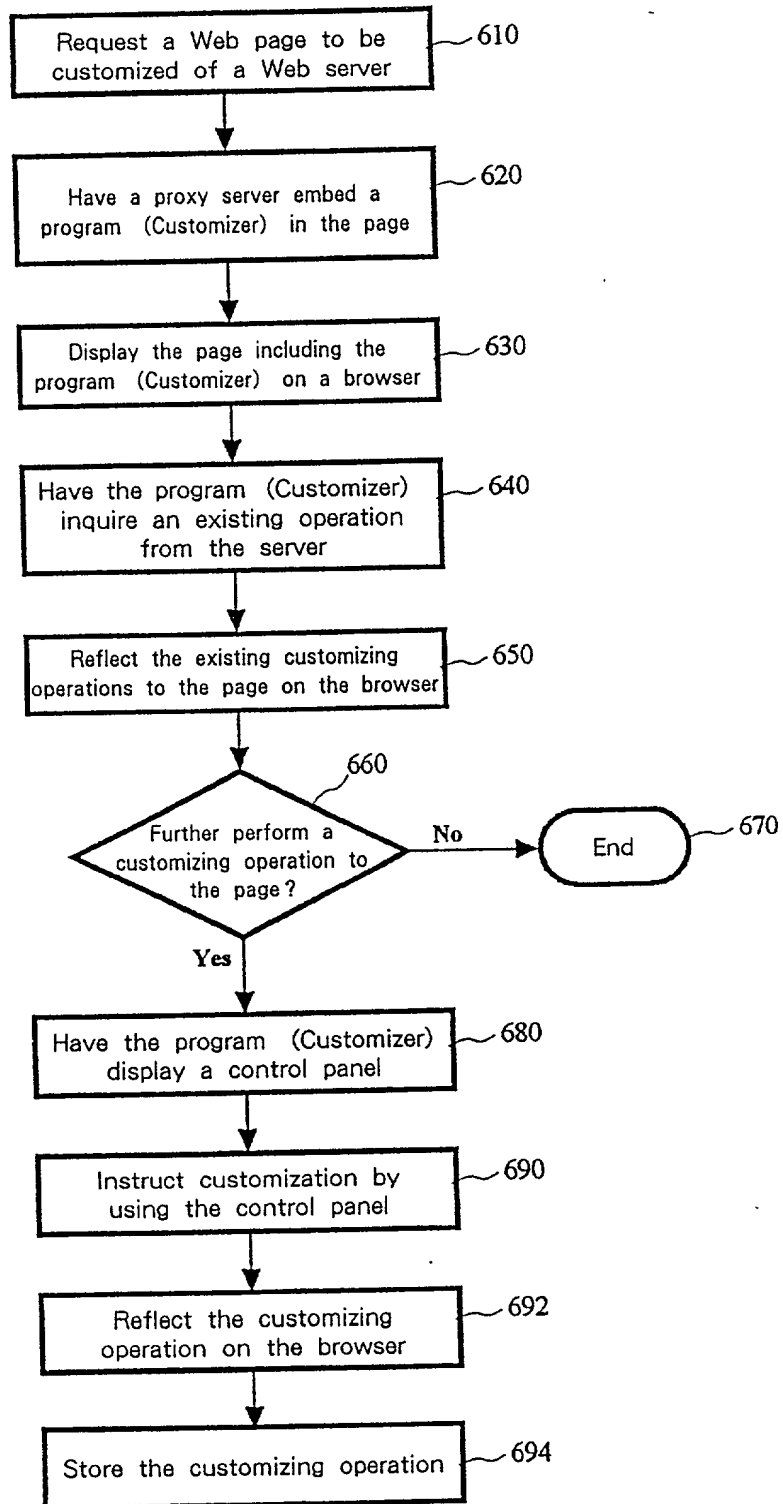 Request a Web page to be
customized of a Web server
610
Have a proxy server embed a
program (Customizer) in the page
620
Display the page including the
program (Customizer) on a browser
630
Have the program (Customizer)
inquire an existing operation
from the server
640
Reflect the existing customizing
operations to the page on the browser
650
660
Further perform a
customizing operation to
the page?
No
End
670
Yes
Have the program (Customizer)
display a control panel
680
Instruct customization by
using the control panel
690
Reflect the customizing
operation on the browser
692
Store the customizing operation
694